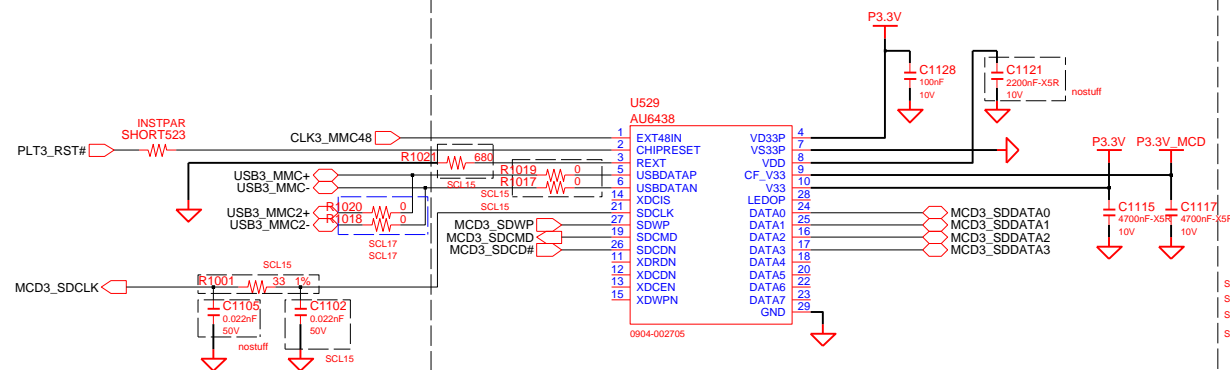 P3.3V
C1128
100nF
10V
C1121
2200nF-X5R
10V
nostuff
U529
AU6438
INSTPAR
SHORT523
PLT3_RST#
CLK3_MMC48
1 EXT48IN
2 CHIPRESET
3 REXT
5 USBDATAP
6 USBDATAN
14 XDCIS
21 SDCLK
27 SDWP
19 SDCMD
26 SDCDN
11 XRDRN
12 XDCDN
13 XDCEN
15 XDWPN
VD33P 4
VS33P 7
VDD 8
CF_V33 9
V33 10
LEDOP 28
DATA0 24
DATA1 25
DATA2 16
DATA3 17
DATA4 18
DATA5 20
DATA6 22
DATA7 23
GND 29
0904-002705
R1021 680
SCL15
USB3_MMC+
USB3_MMC-
R1019 0
R1017 0
SCL15
SCL15
USB3_MMC2+
USB3_MMC2-
R1020 0
R1018 0
SCL17
SCL17
MCD3_SDWP
MCD3_SDCMD
MCD3_SDCD#
SCL15
R1001 33 1%
MCD3_SDCLK
C1105
0.022nF
50V
nostuff
C1102
0.022nF
50V
SCL15
MCD3_SDDATA0
MCD3_SDDATA1
MCD3_SDDATA2
MCD3_SDDATA3
P3.3V
P3.3V_MCD
C1115
4700nF-X5R
10V
C1117
4700nF-X5R
10V
S
S
S
S